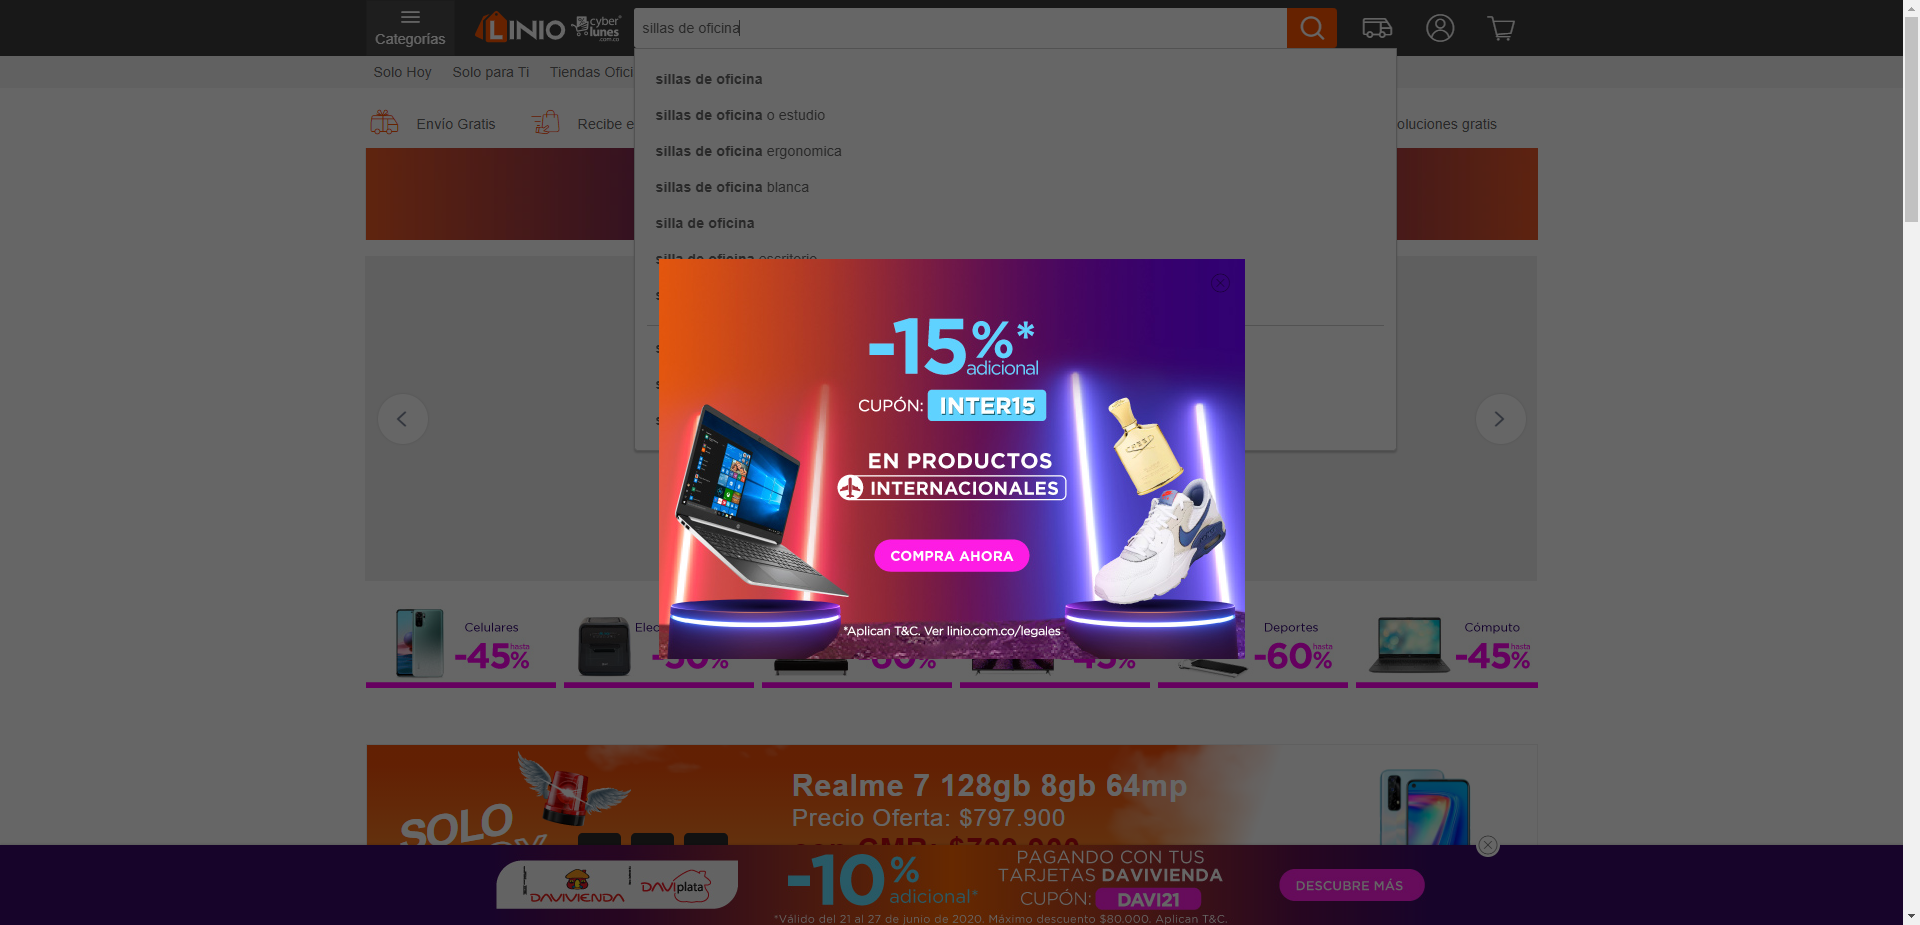 Categorías
LINIO
cyber
lunes
.com.co
sillas de oficina
Solo Hoy
Solo para Ti
Tiendas Ofici
sillas de oficina
sillas de oficina o estudio
sillas de oficina ergonomica
sillas de oficina blanca
silla de oficina
silla de oficina escritorio
Envío Gratis
Recibe e
oluciones gratis
-15%*
adicional
CUPÓN: INTER15
EN PRODUCTOS
INTERNACIONALES
COMPRA AHORA
*Aplican T&C. Ver linio.com.co/legales
Celulares
hasta
-45%
Elec
Deportes
hasta
-60%
Cómputo
hasta
-45%
SOLO
Realme 7 128gb 8gb 64mp
Precio Oferta: $797.900
DAVIVIENDA
DAVIplata
-10%
adicional*
PAGANDO CON TUS
TARJETAS DAVIVIENDA
CUPÓN: DAVI21
*Válido del 21 al 27 de junio de 2020. Máximo descuento $80.000. Aplican T&C.
DESCUBRE MÁS